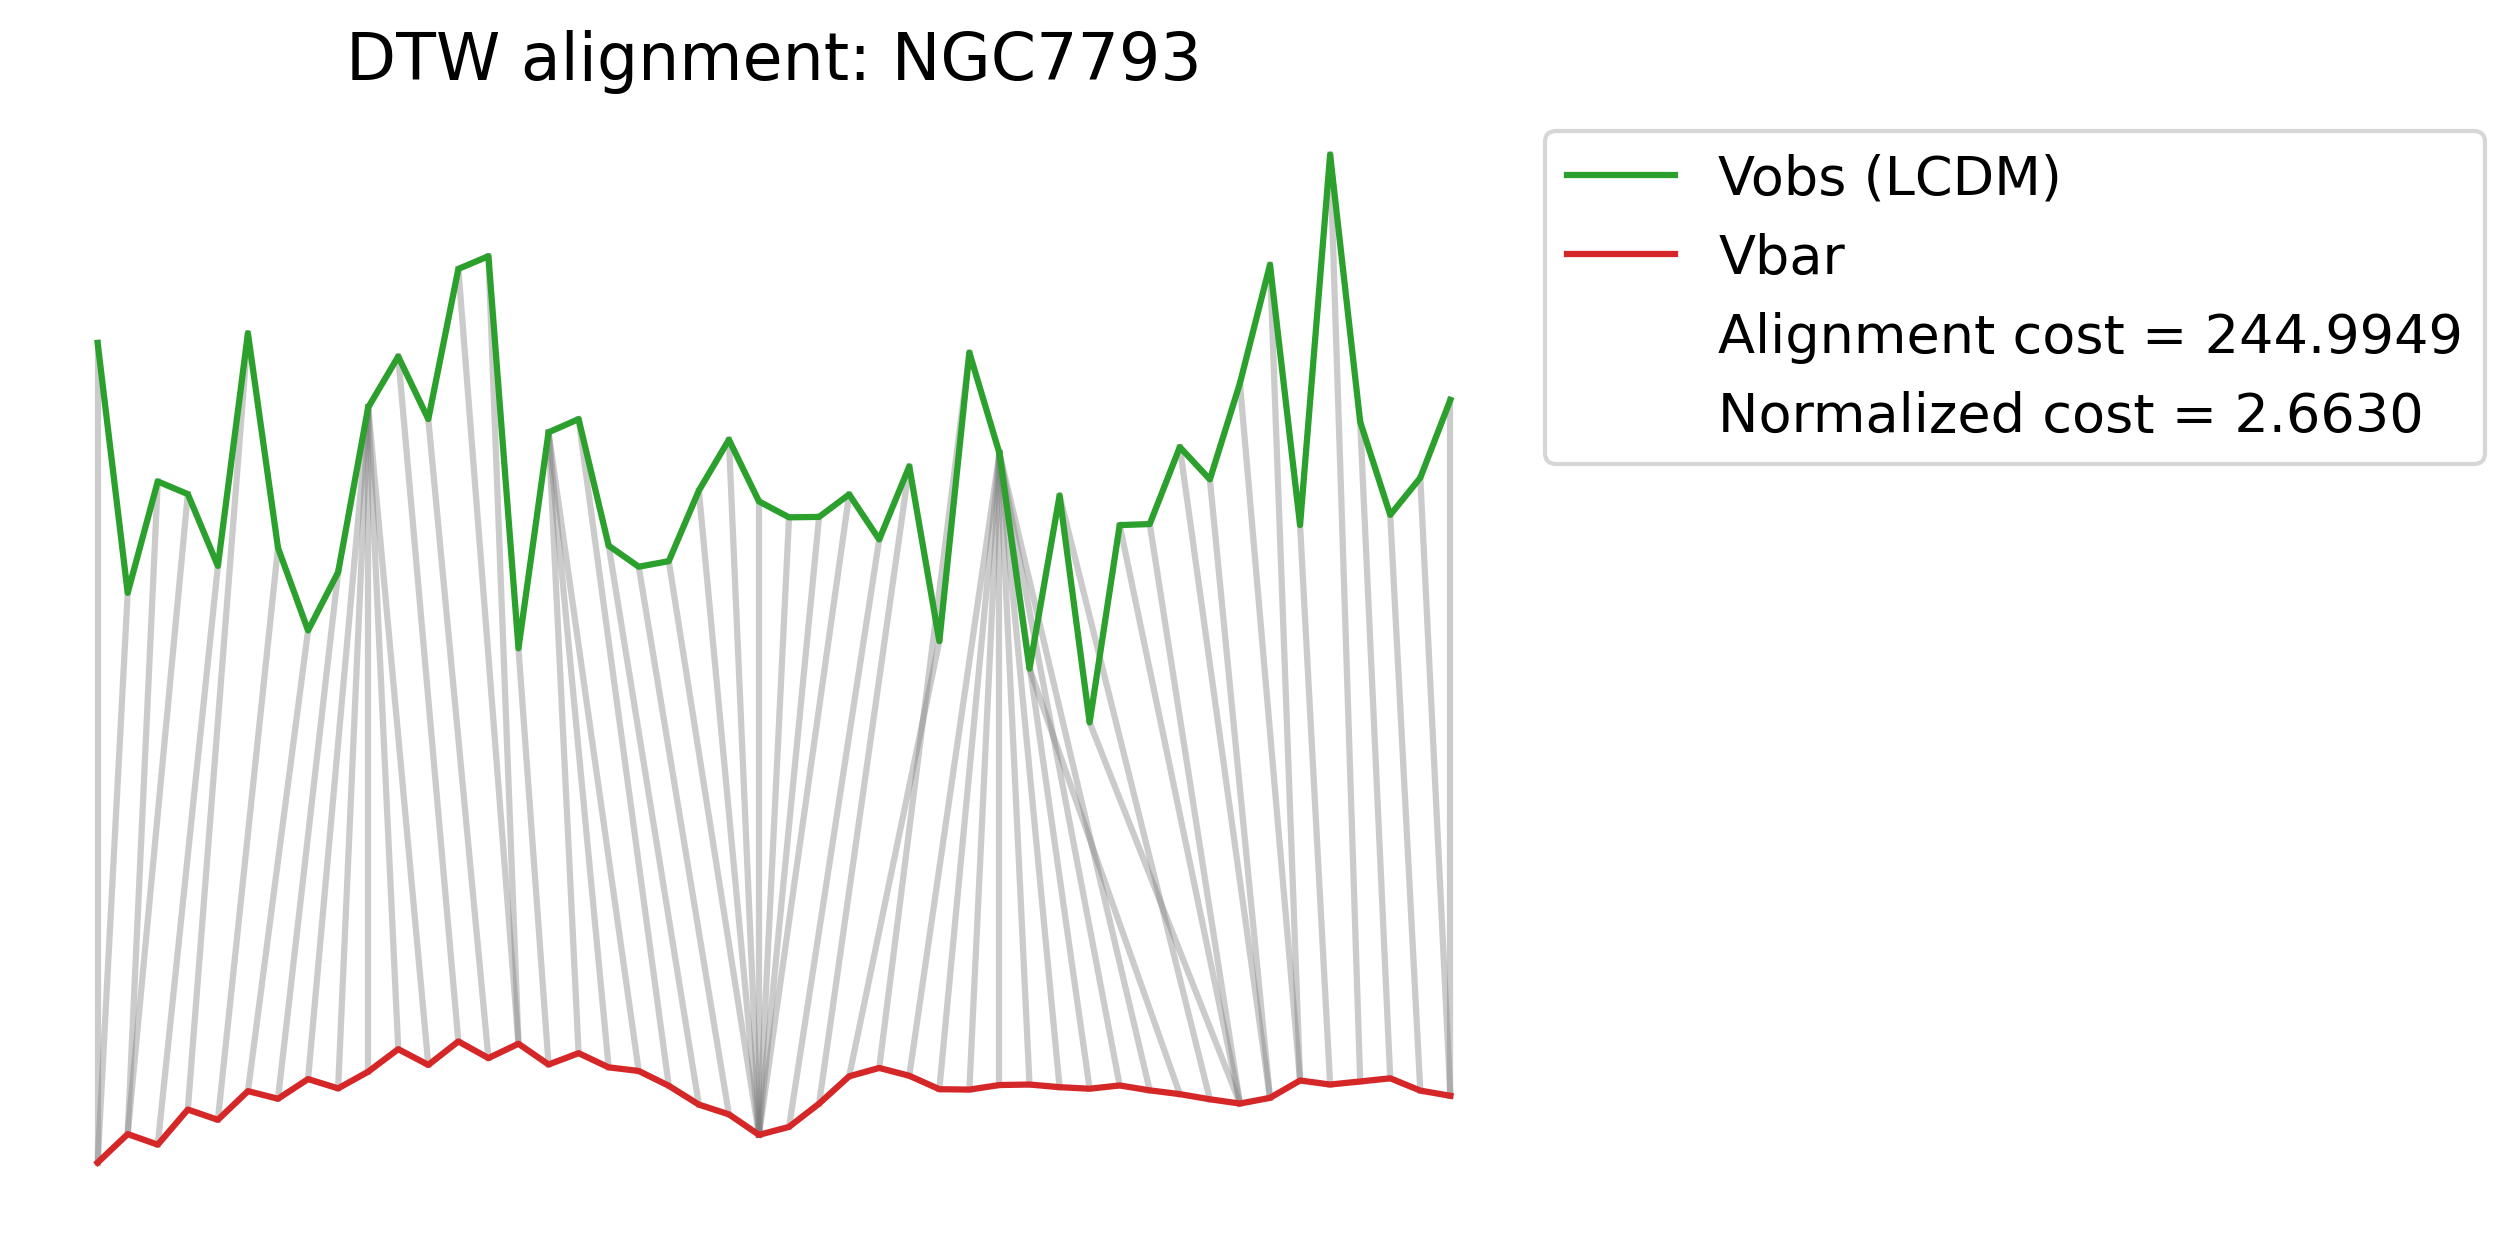 DTW alignment: NGC7793
Vobs (LCDM)
Vbar
Alignment cost = 244.9949
Normalized cost = 2.6630